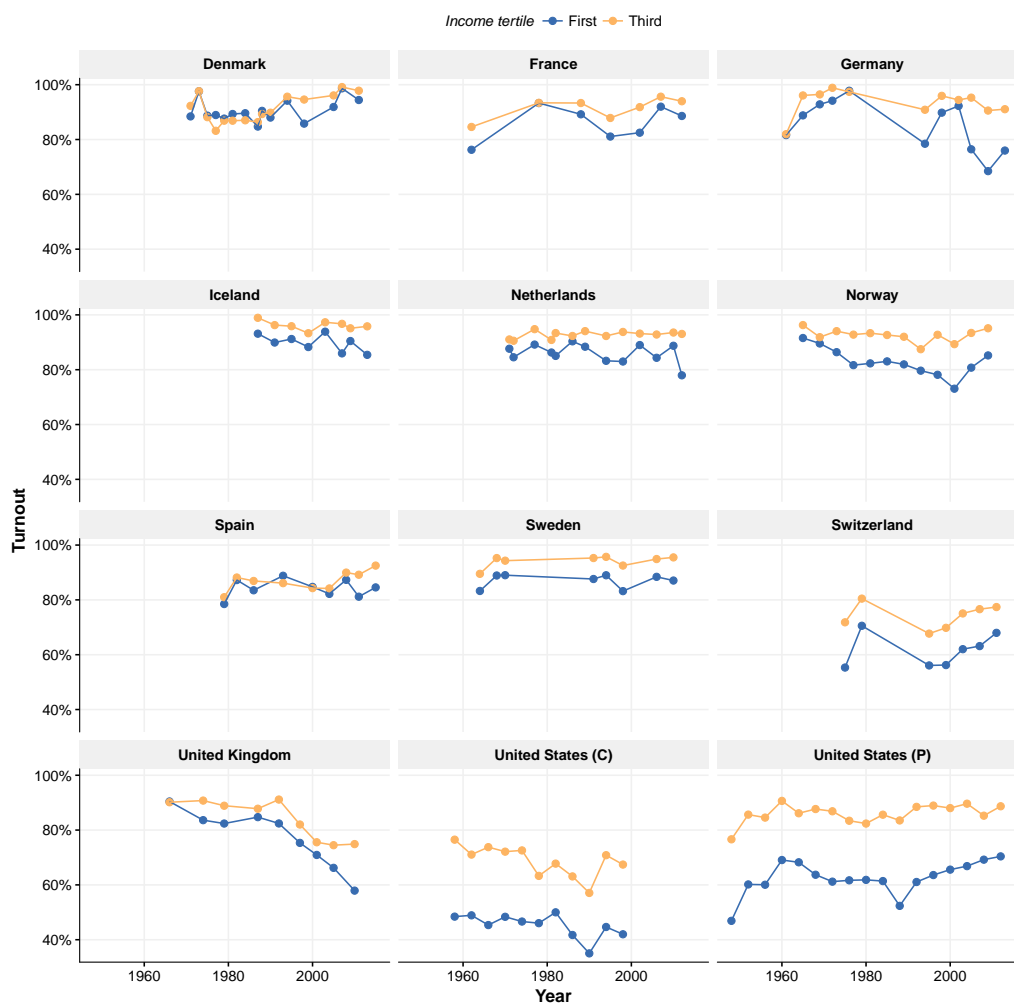 Income tertile First Third
Denmark France Germany
100%
80%
60%
40%
Iceland Netherlands Norway
100%
80%
60%
40%
Turnout
Spain Sweden Switzerland
100%
80%
60%
40%
United Kingdom United States (C) United States (P)
100%
80%
60%
40%
1960 1980 2000 1960 1980 2000 1960 1980 2000
Year